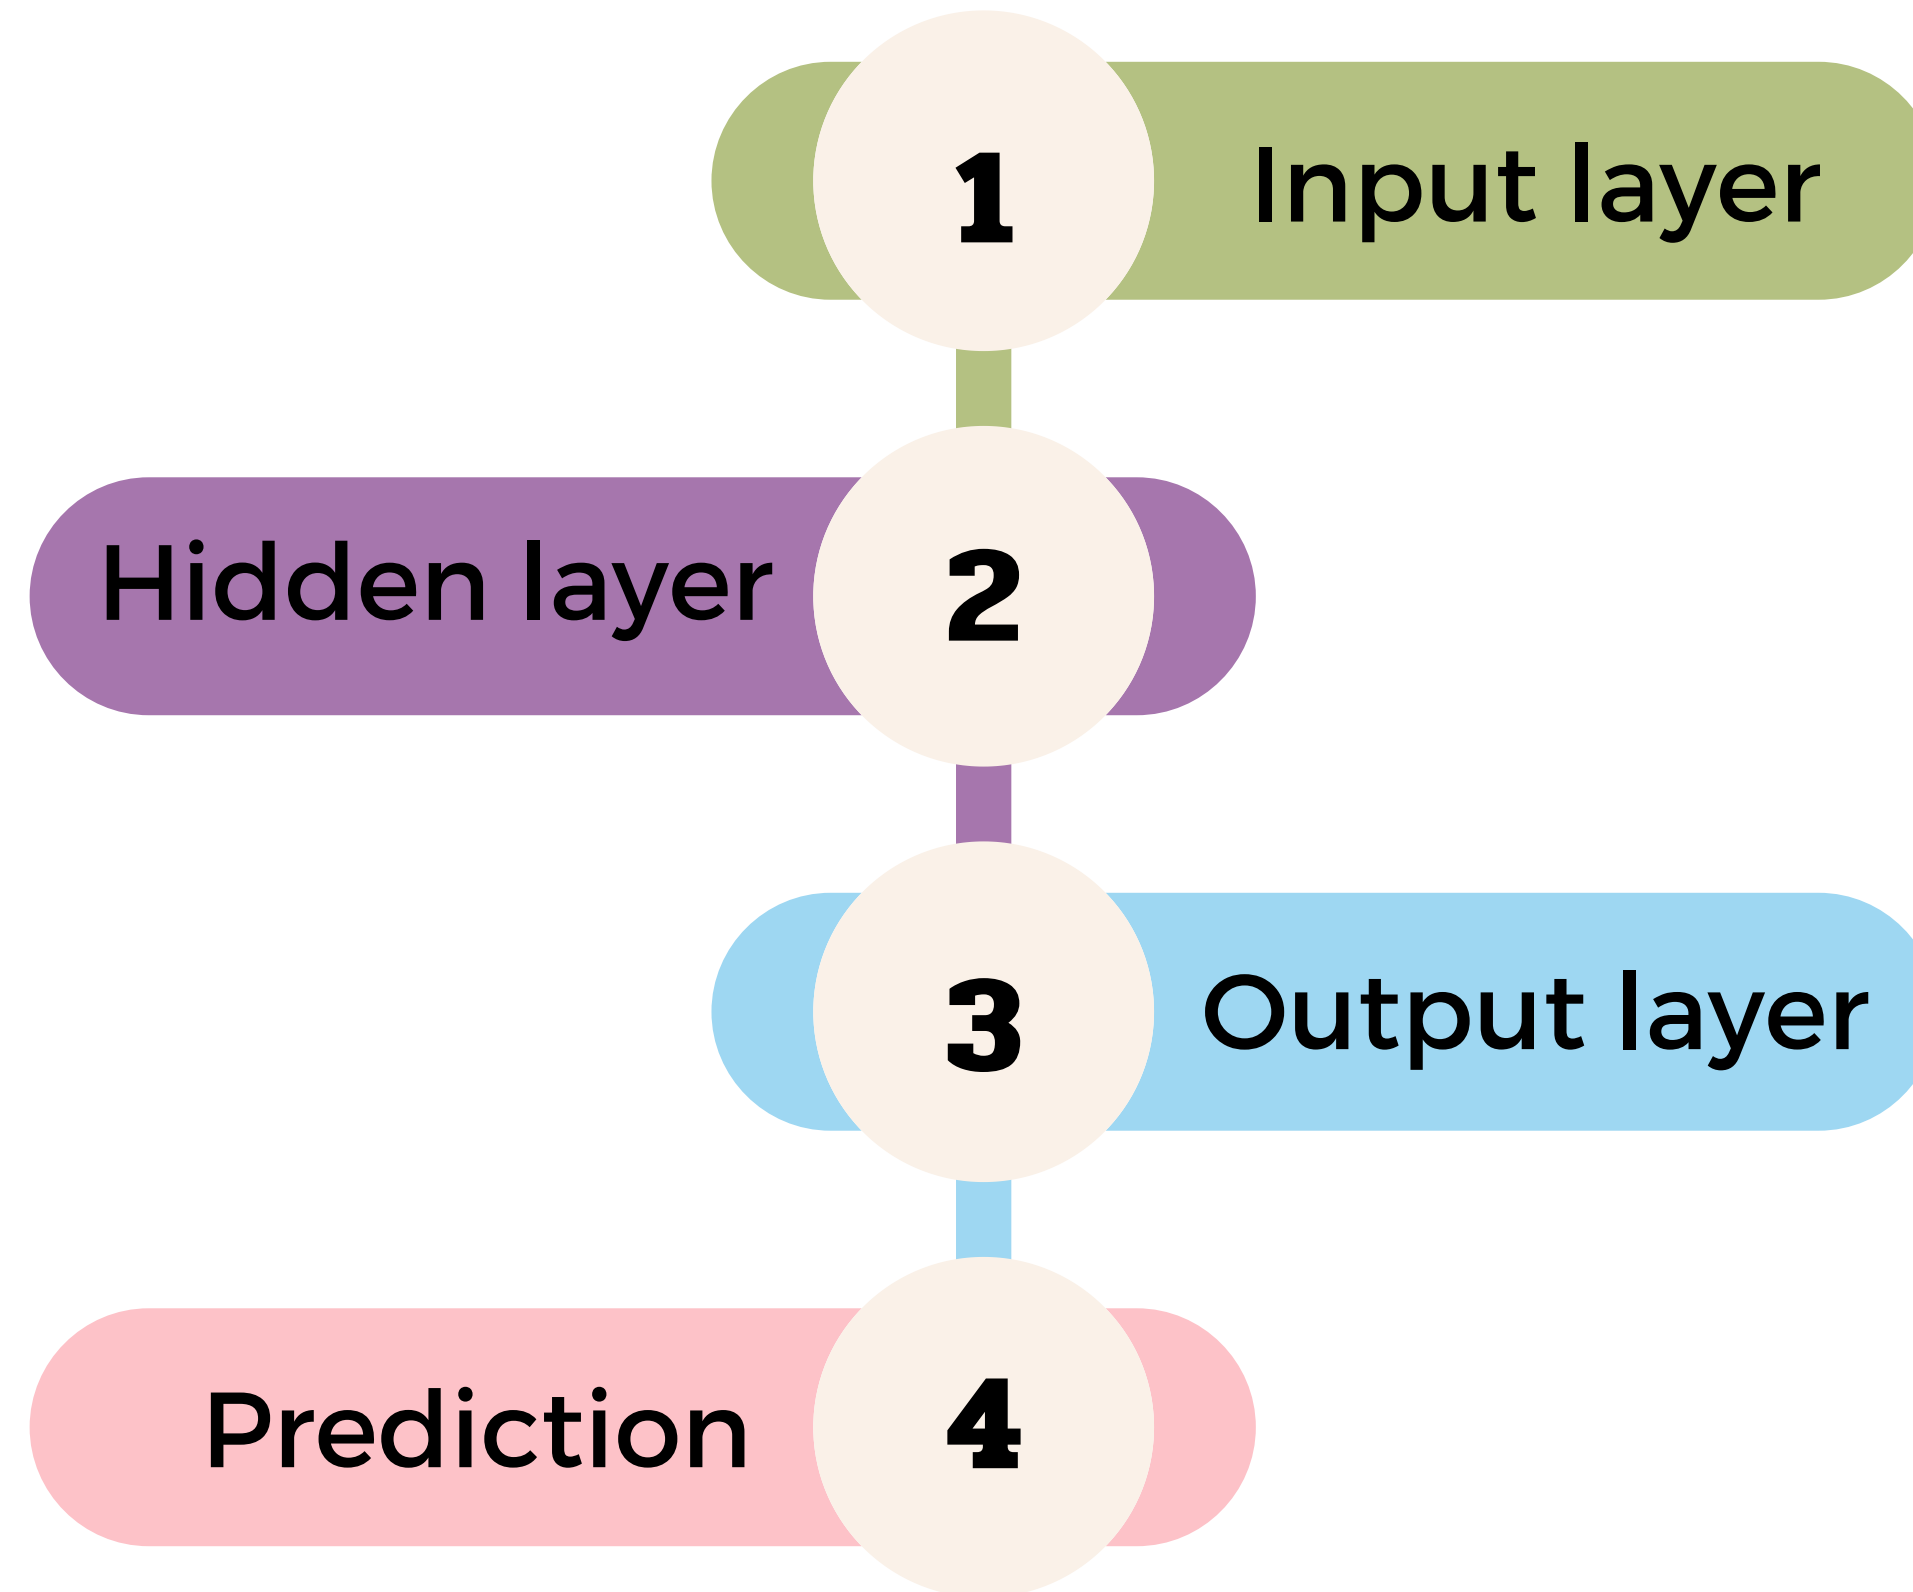 1
Input layer
Hidden layer
2
3
Output layer
Prediction
4